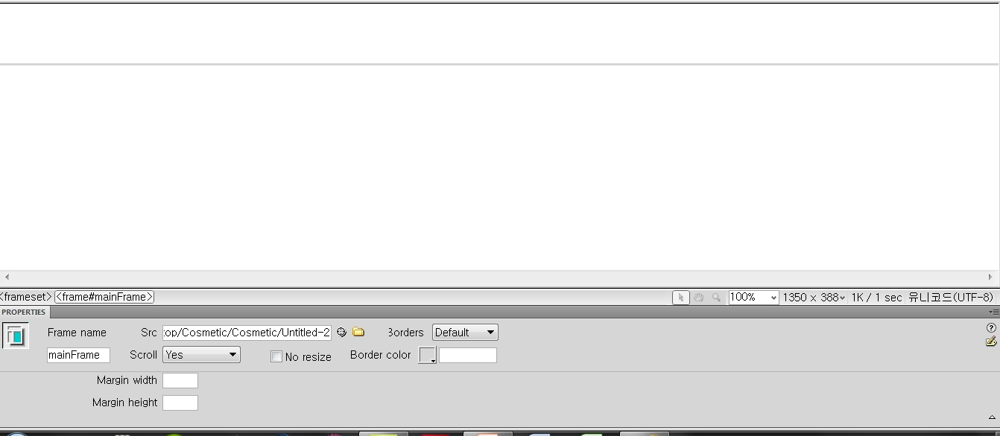 <frameset> <frame#mainFrame> 100% 1350 x 388 1K / 1 sec 유니코드(UTF-8)
PROPERTIES
Frame name Src :op/Cosmetic/Cosmetic/Untitled-2 Borders Default
mainFrame Scroll Yes No resize Border color
Margin width
Margin height